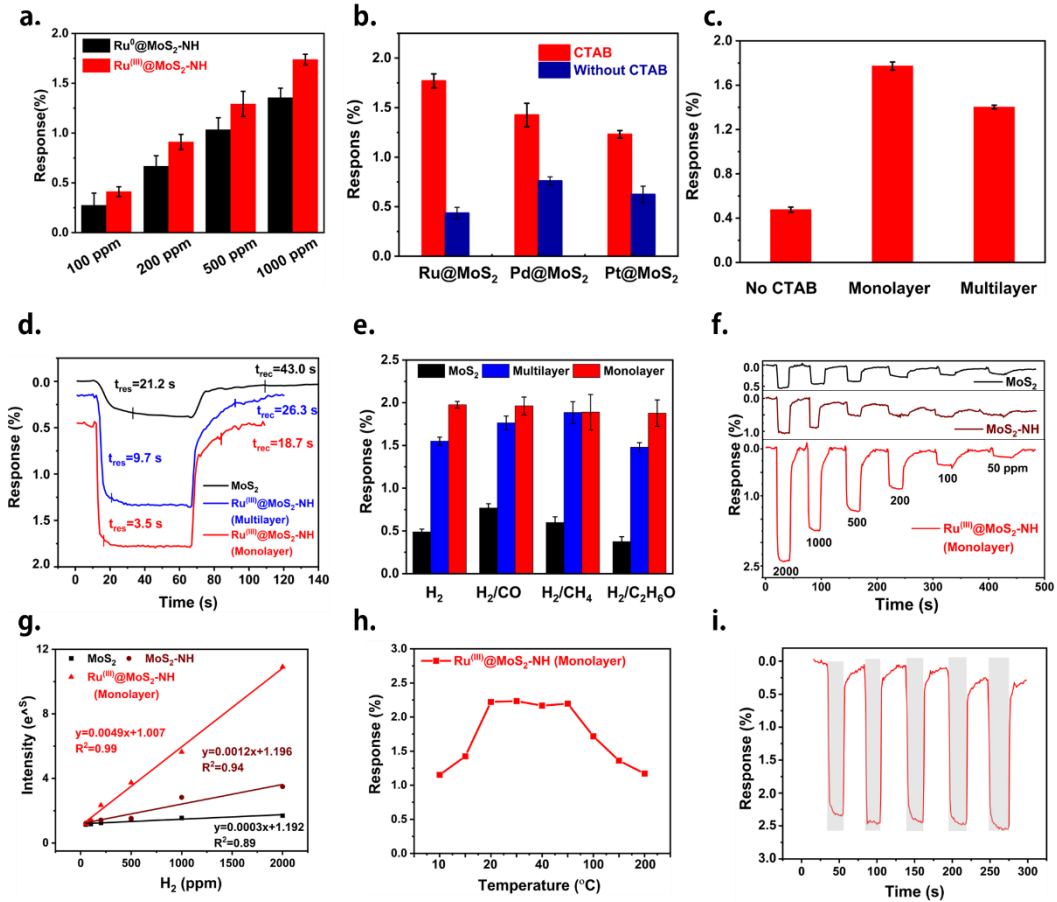 a.
Ru⁰@MoS₂-NH
Ru⁽ᴵᴵᴵ⁾@MoS₂-NH
Response(%)
2.0
1.5
1.0
0.5
0.0
100 ppm
200 ppm
500 ppm
1000 ppm
b.
CTAB
Without CTAB
Respons (%)
2.0
1.5
1.0
0.5
0.0
Ru@MoS₂
Pd@MoS₂
Pt@MoS₂
c.
Response (%)
2.0
1.6
1.2
0.8
0.4
0.0
No CTAB
Monolayer
Multilayer
d.
Response (%)
0.0
0.5
1.0
1.5
2.0
t_res=21.2 s
t_rec=43.0 s
t_rec=26.3 s
t_res=9.7 s
t_rec=18.7 s
t_res=3.5 s
MoS₂
Ru⁽ᴵᴵᴵ⁾@MoS₂-NH
(Multilayer)
Ru⁽ᴵᴵᴵ⁾@MoS₂-NH
(Monolayer)
0 20 40 60 80 100 120 140
Time (s)
e.
MoS₂
Multilayer
Monolayer
Response (%)
2.5
2.0
1.5
1.0
0.5
0.0
H₂
H₂/CO
H₂/CH₄
H₂/C₂H₆O
f.
Response (%)
0.0
0.5
MoS₂
0.0
1.0
MoS₂-NH
0.0
1.0
2.5
50 ppm
100
200
500
1000
2000
Ru⁽ᴵᴵᴵ⁾@MoS₂-NH
(Monolayer)
0 100 200 300 400 500
Time (s)
g.
MoS₂
MoS₂-NH
Ru⁽ᴵᴵᴵ⁾@MoS₂-NH
(Monolayer)
Intensity (e^S)
12
8
4
0
y=0.0049x+1.007
R²=0.99
y=0.0012x+1.196
R²=0.94
y=0.0003x+1.192
R²=0.89
0 500 1000 1500 2000
H₂ (ppm)
h.
Ru⁽ᴵᴵᴵ⁾@MoS₂-NH (Monolayer)
Response (%)
3.0
2.5
2.0
1.5
1.0
0.5
0.0
10 20 40 100 200
Temperature (°C)
i.
Response (%)
0.0
0.5
1.0
1.5
2.0
2.5
3.0
0 50 100 150 200 250 300
Time (s)